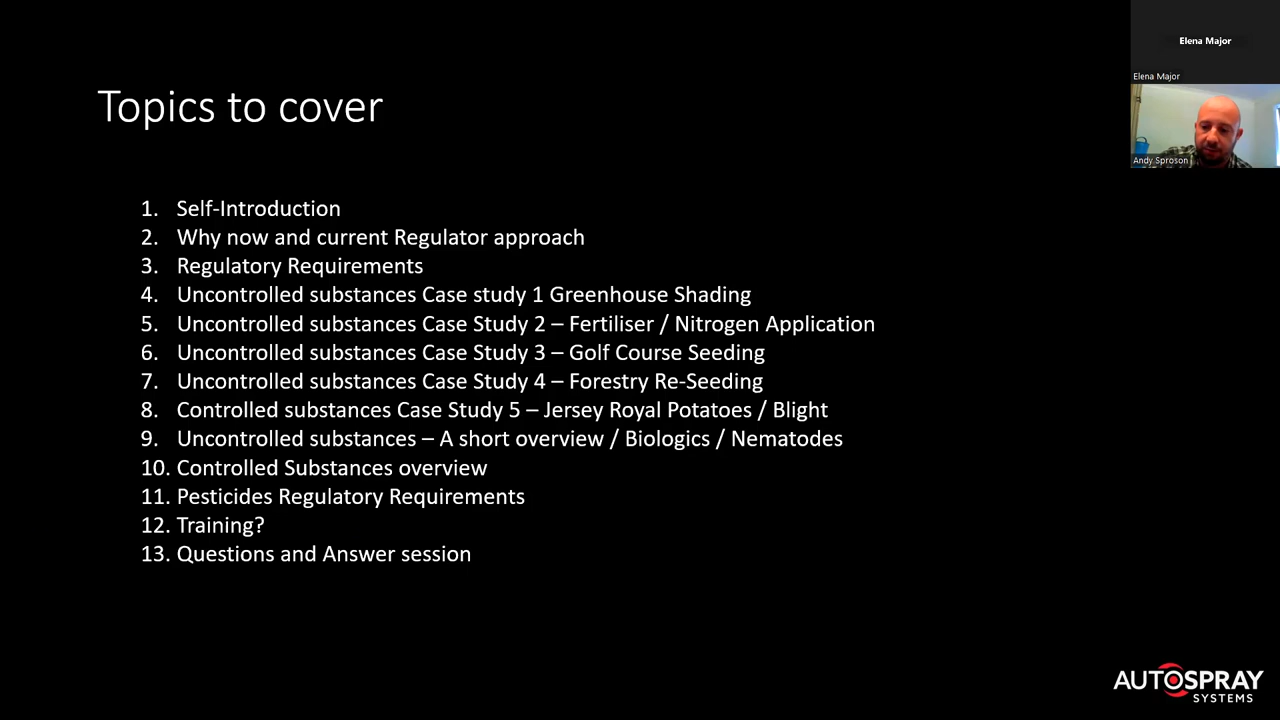 Elena Major
Elena Major
Andy Sproson
Topics to cover
1. Self-Introduction
2. Why now and current Regulator approach
3. Regulatory Requirements
4. Uncontrolled substances Case study 1 Greenhouse Shading
5. Uncontrolled substances Case Study 2 – Fertiliser / Nitrogen Application
6. Uncontrolled substances Case Study 3 – Golf Course Seeding
7. Uncontrolled substances Case Study 4 – Forestry Re-Seeding
8. Controlled substances Case Study 5 – Jersey Royal Potatoes / Blight
9. Uncontrolled substances – A short overview / Biologics / Nematodes
10. Controlled Substances overview
11. Pesticides Regulatory Requirements
12. Training?
13. Questions and Answer session
AUTOSPRAY
SYSTEMS